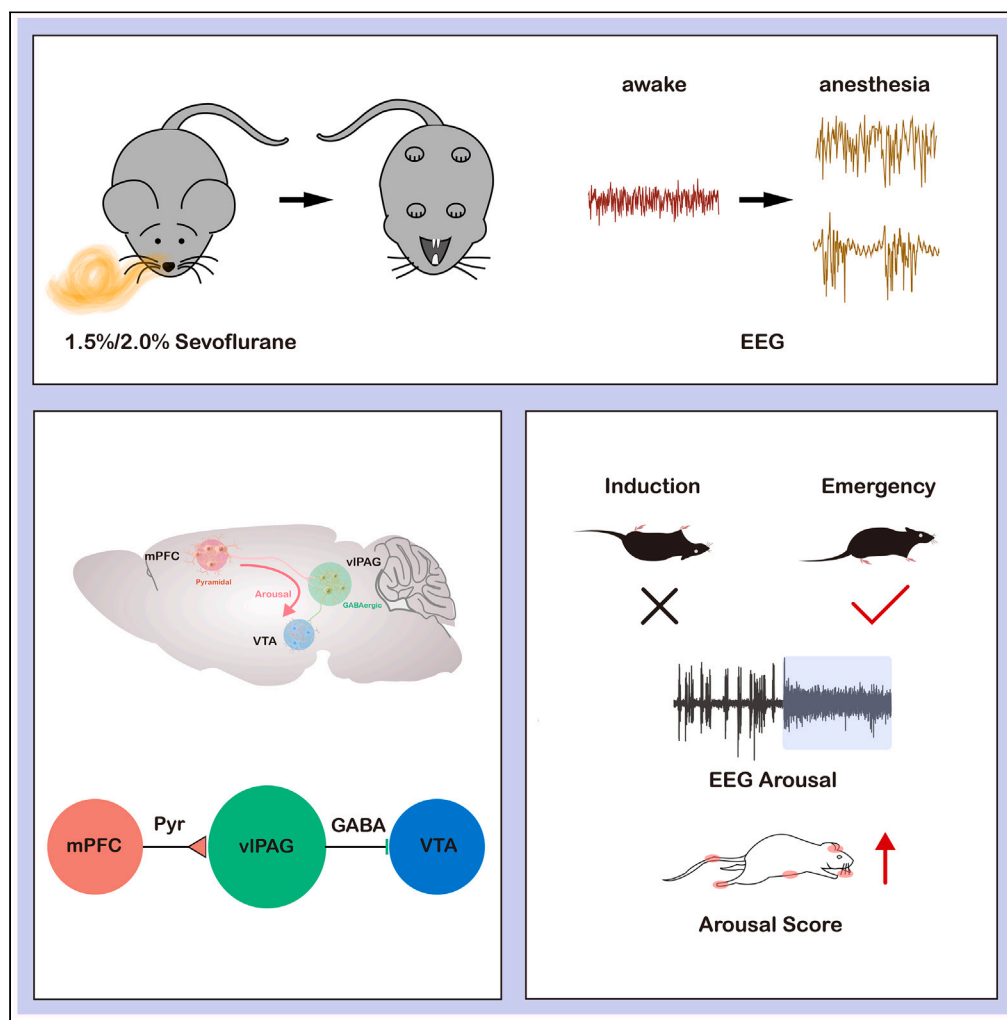 awake
anesthesia
1.5%/2.0% Sevoflurane
EEG
mPFC
vlPAG
Pyramidal
Arousal
GABAergic
VTA
mPFC
Pyr
vlPAG
GABA
VTA
Induction
Emergency
EEG Arousal
Arousal Score